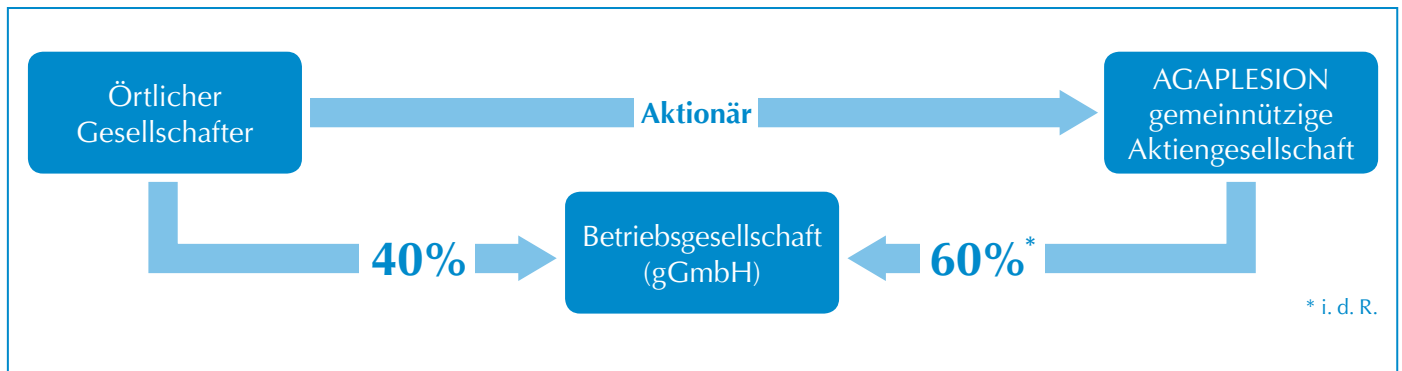 Örtlicher
Gesellschafter
Aktionär
AGAPLESION
gemeinnützige
Aktiengesellschaft
40%
Betriebsgesellschaft
(gGmbH)
60%*
* i. d. R.